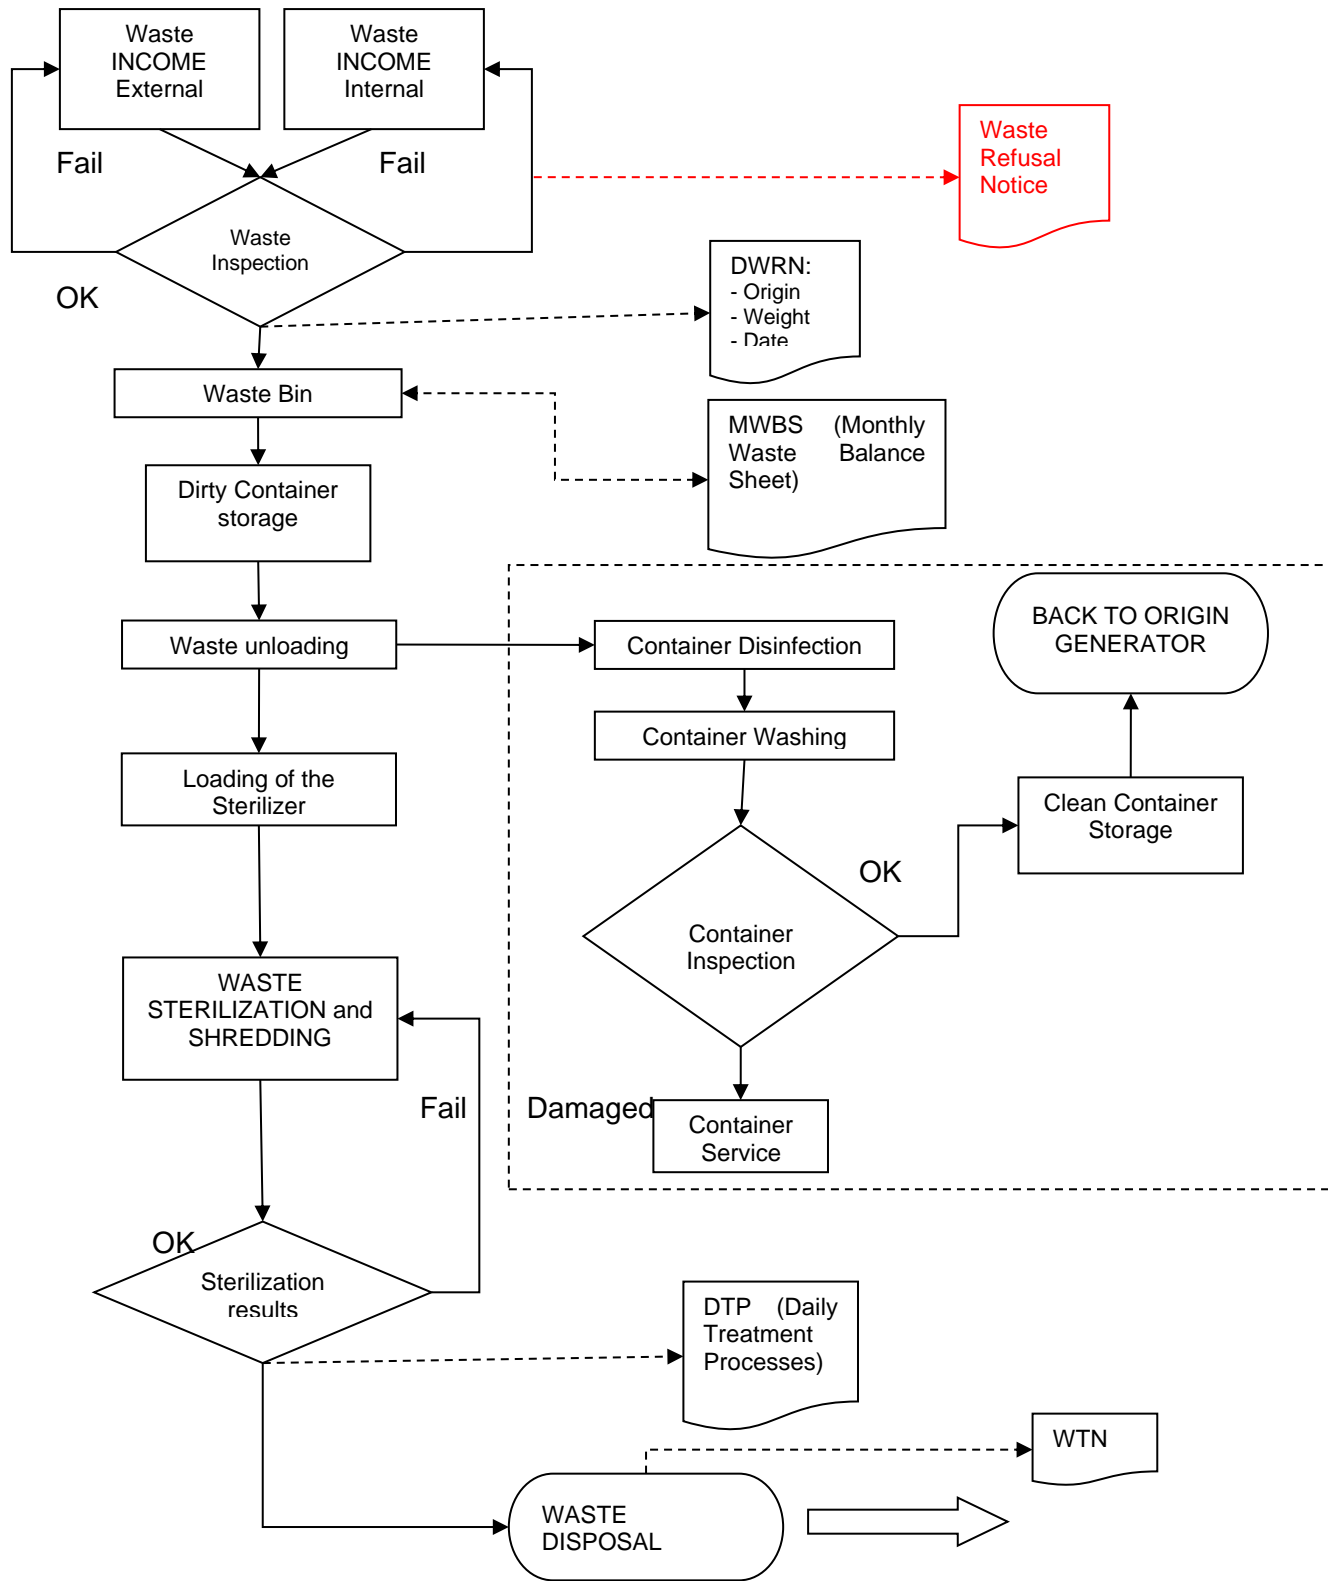 Waste
INCOME
External
Waste
INCOME
Internal
Fail
Fail
Waste
Refusal
Notice
Waste
Inspection
OK
DWRN:
- Origin
- Weight
- Date
Waste Bin
MWBS (Monthly
Waste Balance
Sheet)
Dirty Container
storage
Waste unloading
Container Disinfection
BACK TO ORIGIN
GENERATOR
Container Washing
Loading of the
Sterilizer
Clean Container
Storage
OK
Container
Inspection
WASTE
STERILIZATION and
SHREDDING
Fail
Damaged
Container
Service
OK
Sterilization
results
DTP (Daily
Treatment
Processes)
WTN
WASTE
DISPOSAL